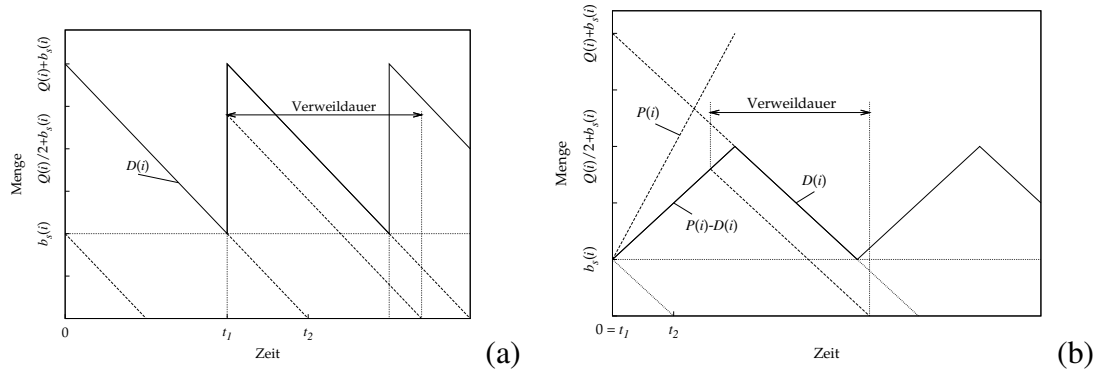 Menge
Q(i)+b_s(i)
Q(i)/2+b_s(i)
b_s(i)
D(i)
Verweildauer
0
t_1
t_2
Zeit
(a)
Menge
Q(i)+b_s(i)
Q(i)/2+b_s(i)
b_s(i)
P(i)
Verweildauer
D(i)
P(i)-D(i)
0 = t_1
t_2
Zeit
(b)